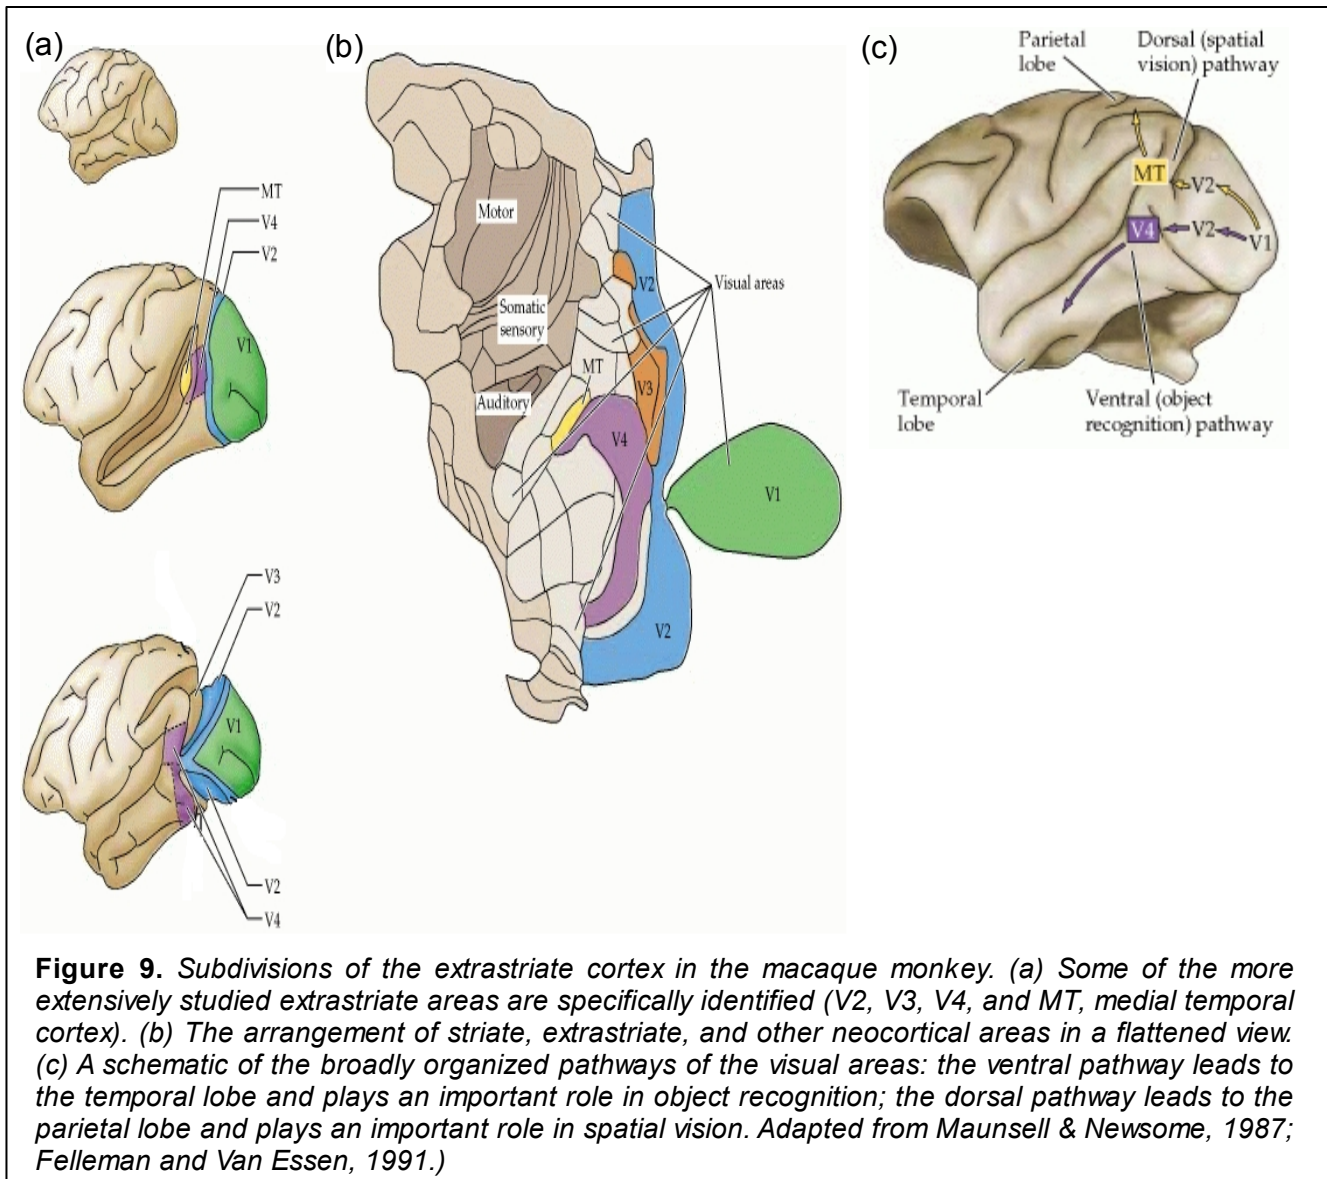 (a)
MT
V4
V2
V1
V3
V2
V1
V2
V4
(b)
Motor
Somatic
sensory
Auditory
MT
V2
V3
V4
V1
V2
Visual areas
(c)
Parietal
lobe
Dorsal (spatial
vision) pathway
MT
V2
V4
V2
V1
Temporal
lobe
Ventral (object
recognition) pathway
Figure 9. Subdivisions of the extrastriate cortex in the macaque monkey. (a) Some of the more
extensively studied extrastriate areas are specifically identified (V2, V3, V4, and MT, medial temporal
cortex). (b) The arrangement of striate, extrastriate, and other neocortical areas in a flattened view.
(c) A schematic of the broadly organized pathways of the visual areas: the ventral pathway leads to
the temporal lobe and plays an important role in object recognition; the dorsal pathway leads to the
parietal lobe and plays an important role in spatial vision. Adapted from Maunsell & Newsome, 1987;
Felleman and Van Essen, 1991.)